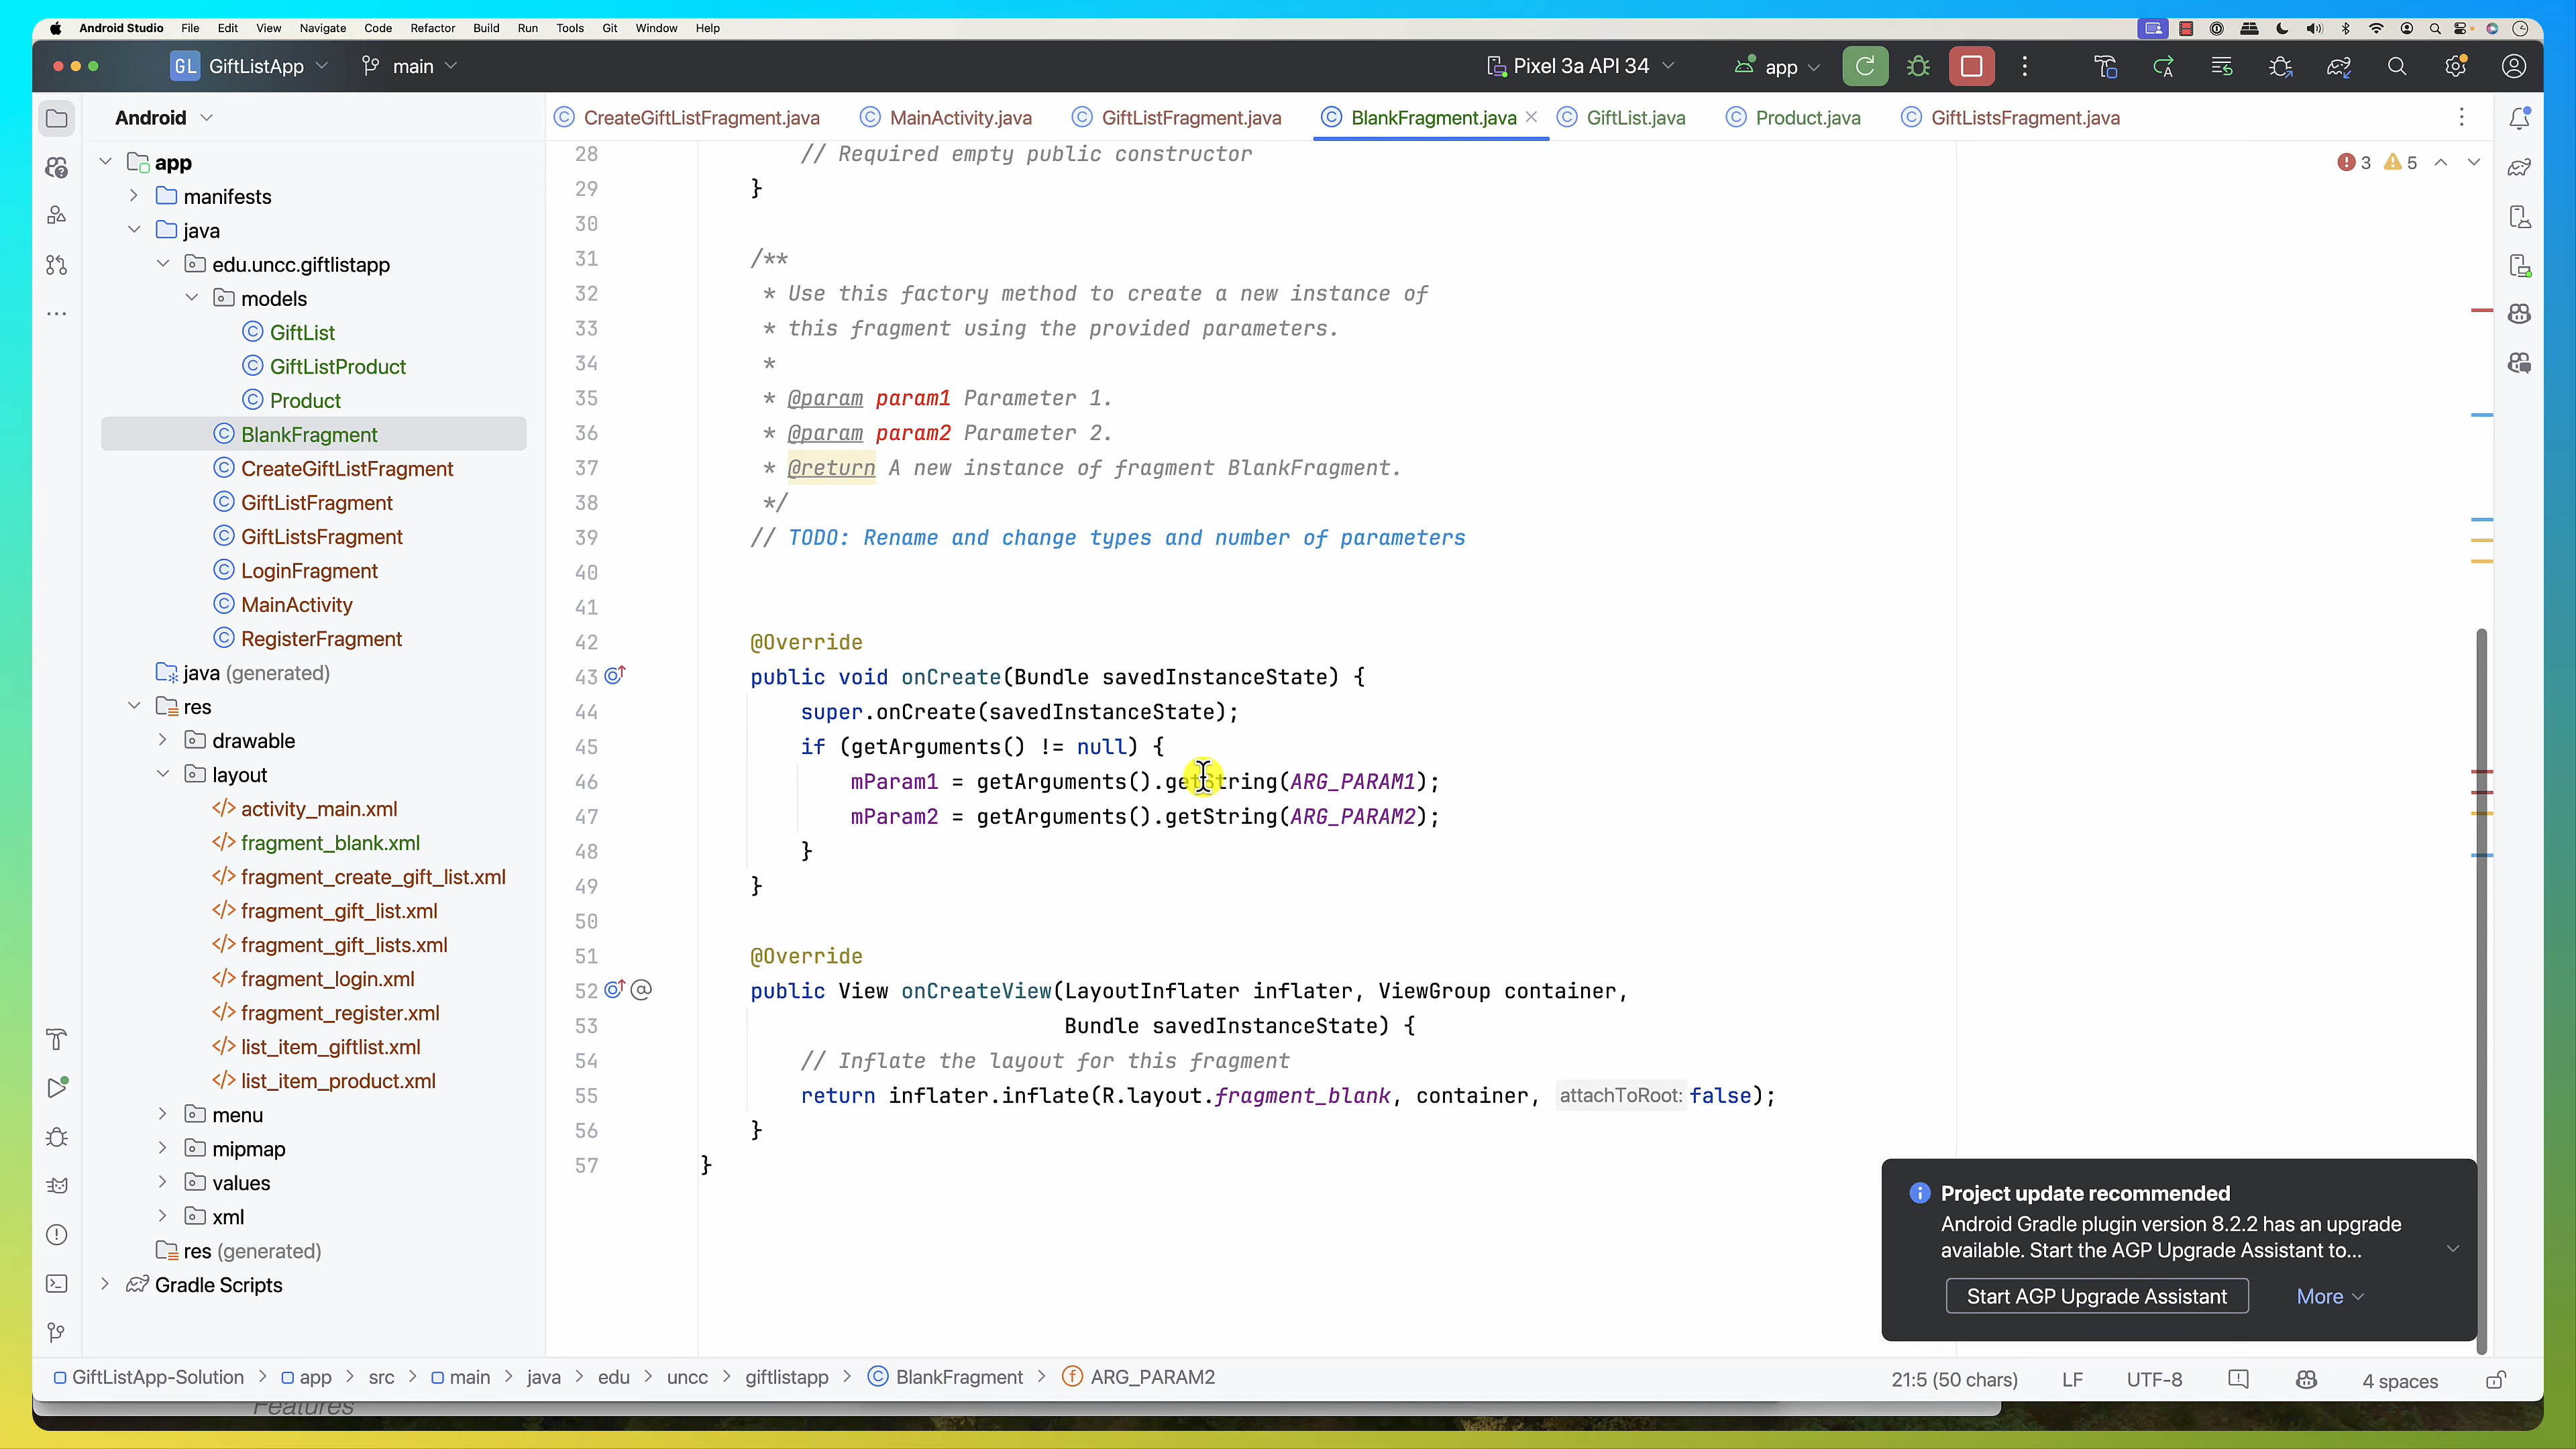 Android Studio File Edit View Navigate Code Refactor Build Run Tools Git Window Help
GL GiftListApp main Pixel 3a API 34 app
Android
CreateGiftListFragment.java MainActivity.java GiftListFragment.java BlankFragment.java GiftList.java Product.java GiftListsFragment.java
3 5
app
manifests
java
edu.uncc.giftlistapp
models
GiftList
GiftListProduct
Product
BlankFragment
CreateGiftListFragment
GiftListFragment
GiftListsFragment
LoginFragment
MainActivity
RegisterFragment
java (generated)
res
drawable
layout
activity_main.xml
fragment_blank.xml
fragment_create_gift_list.xml
fragment_gift_list.xml
fragment_gift_lists.xml
fragment_login.xml
fragment_register.xml
list_item_giftlist.xml
list_item_product.xml
menu
mipmap
values
xml
res (generated)
Gradle Scripts
28 // Required empty public constructor
29 }
30
31 /**
32 * Use this factory method to create a new instance of
33 * this fragment using the provided parameters.
34 *
35 * @param param1 Parameter 1.
36 * @param param2 Parameter 2.
37 * @return A new instance of fragment BlankFragment.
38 */
39 // TODO: Rename and change types and number of parameters
40
41
42 @Override
43 public void onCreate(Bundle savedInstanceState) {
44 super.onCreate(savedInstanceState);
45 if (getArguments() != null) {
46 mParam1 = getArguments().getString(ARG_PARAM1);
47 mParam2 = getArguments().getString(ARG_PARAM2);
48 }
49 }
50
51 @Override
52 public View onCreateView(LayoutInflater inflater, ViewGroup container,
53 Bundle savedInstanceState) {
54 // Inflate the layout for this fragment
55 return inflater.inflate(R.layout.fragment_blank, container, attachToRoot: false);
56 }
57 }
Project update recommended
Android Gradle plugin version 8.2.2 has an upgrade
available. Start the AGP Upgrade Assistant to...
Start AGP Upgrade Assistant More
GiftListApp-Solution > app > src > main > java > edu > uncc > giftlistapp > BlankFragment > ARG_PARAM2 21:5 (50 chars) LF UTF-8 4 spaces
Features